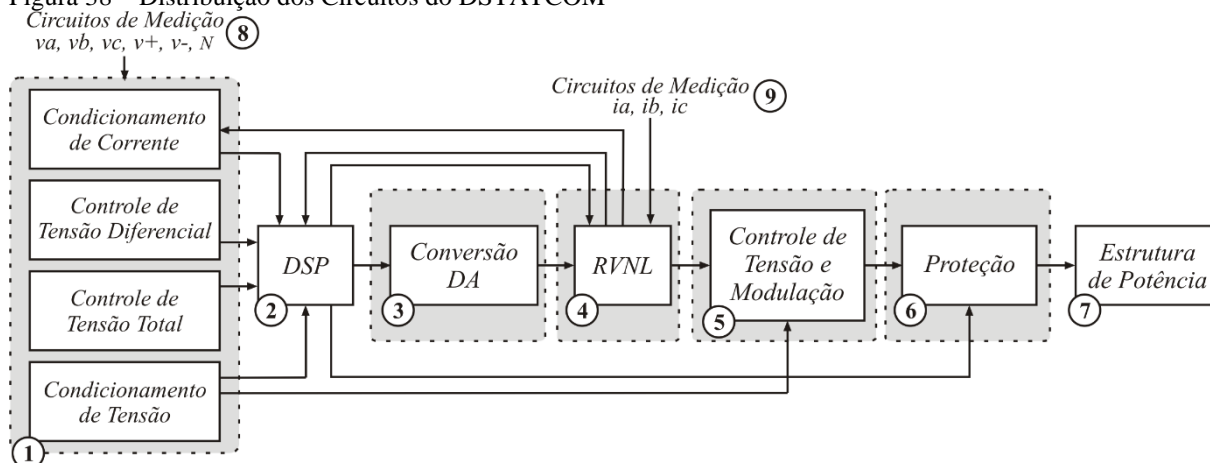 Figura 38 – Distribuição dos Circuitos do DSTATCOM
Circuitos de Medição
va, vb, vc, v+, v-, N
8
Circuitos de Medição
ia, ib, ic
9
Condicionamento
de Corrente
Controle de
Tensão Diferencial
Controle de
Tensão Total
Condicionamento
de Tensão
1
DSP
2
Conversão
DA
3
RVNL
4
Controle de
Tensão e
Modulação
5
Proteção
6
Estrutura
de Potência
7